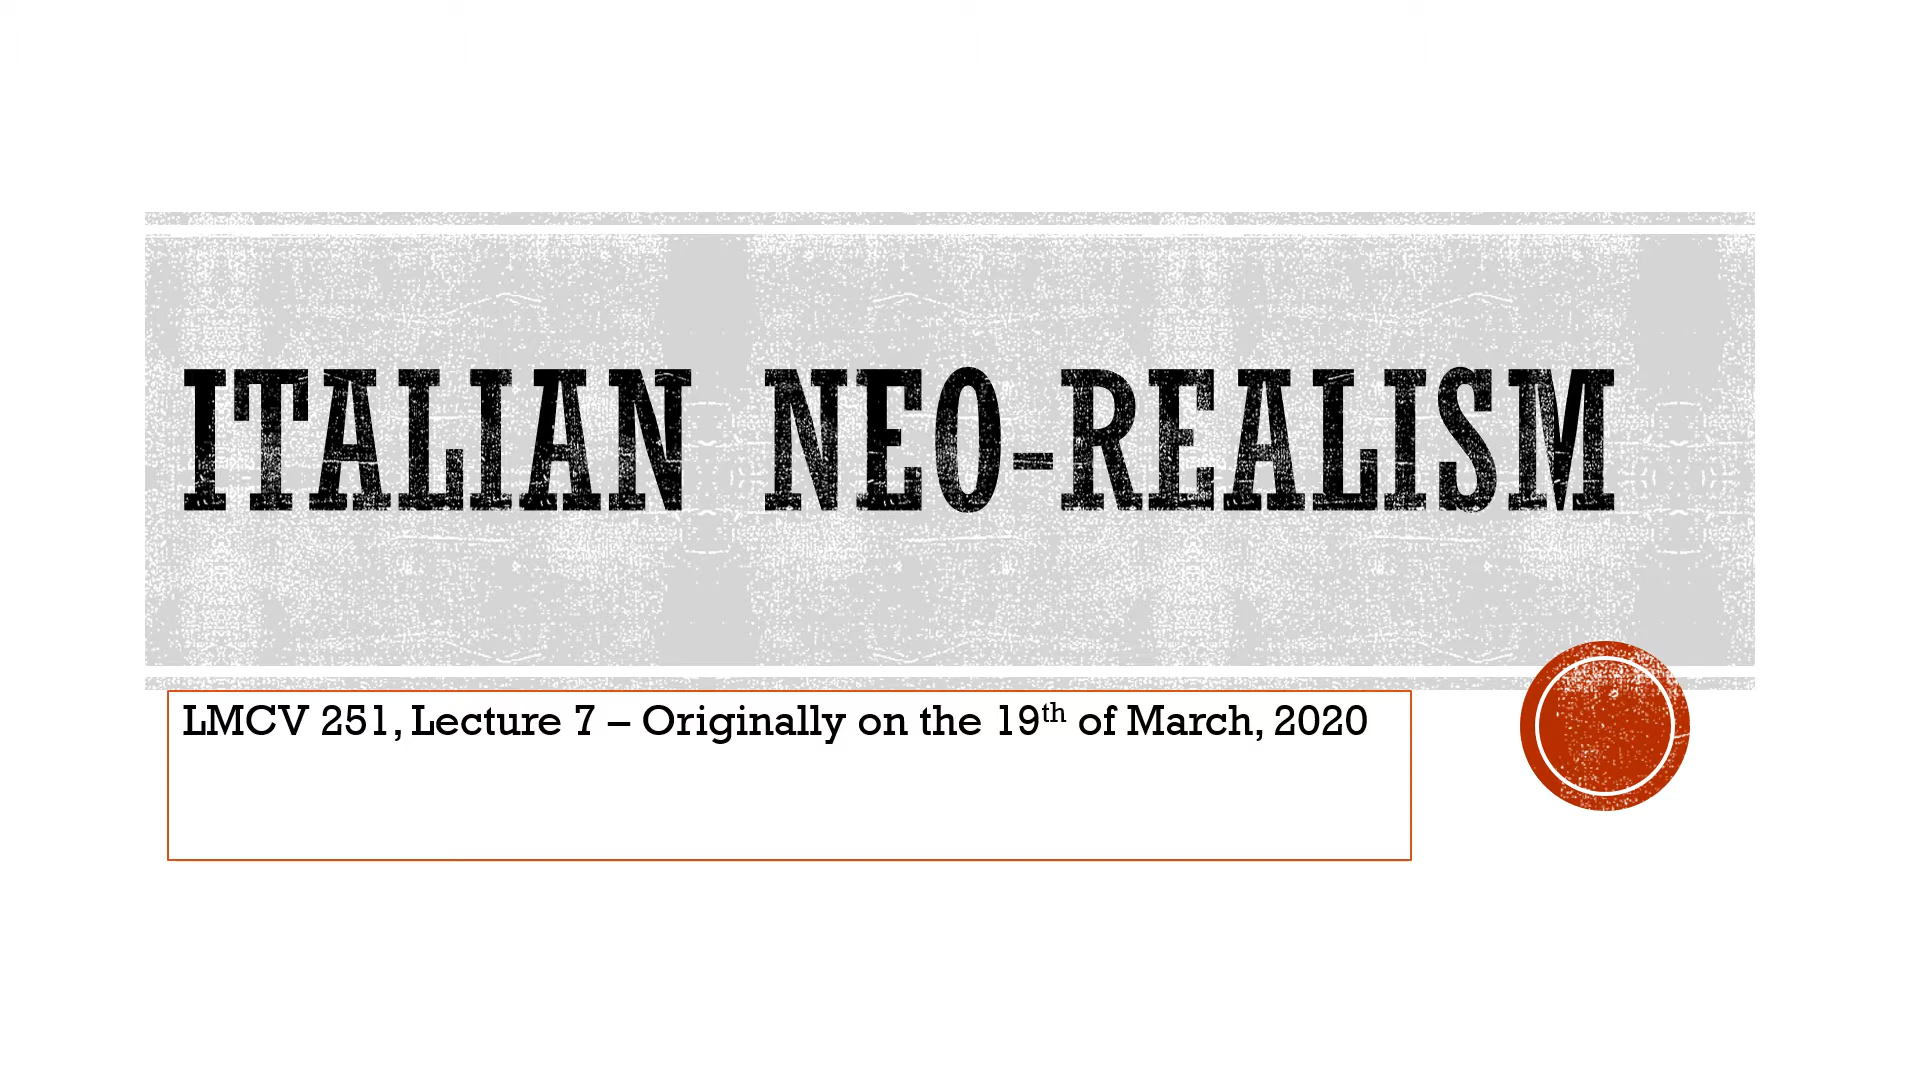 ITALIAN NEO-REALISM
LMCV 251, Lecture 7 – Originally on the 19th of March, 2020